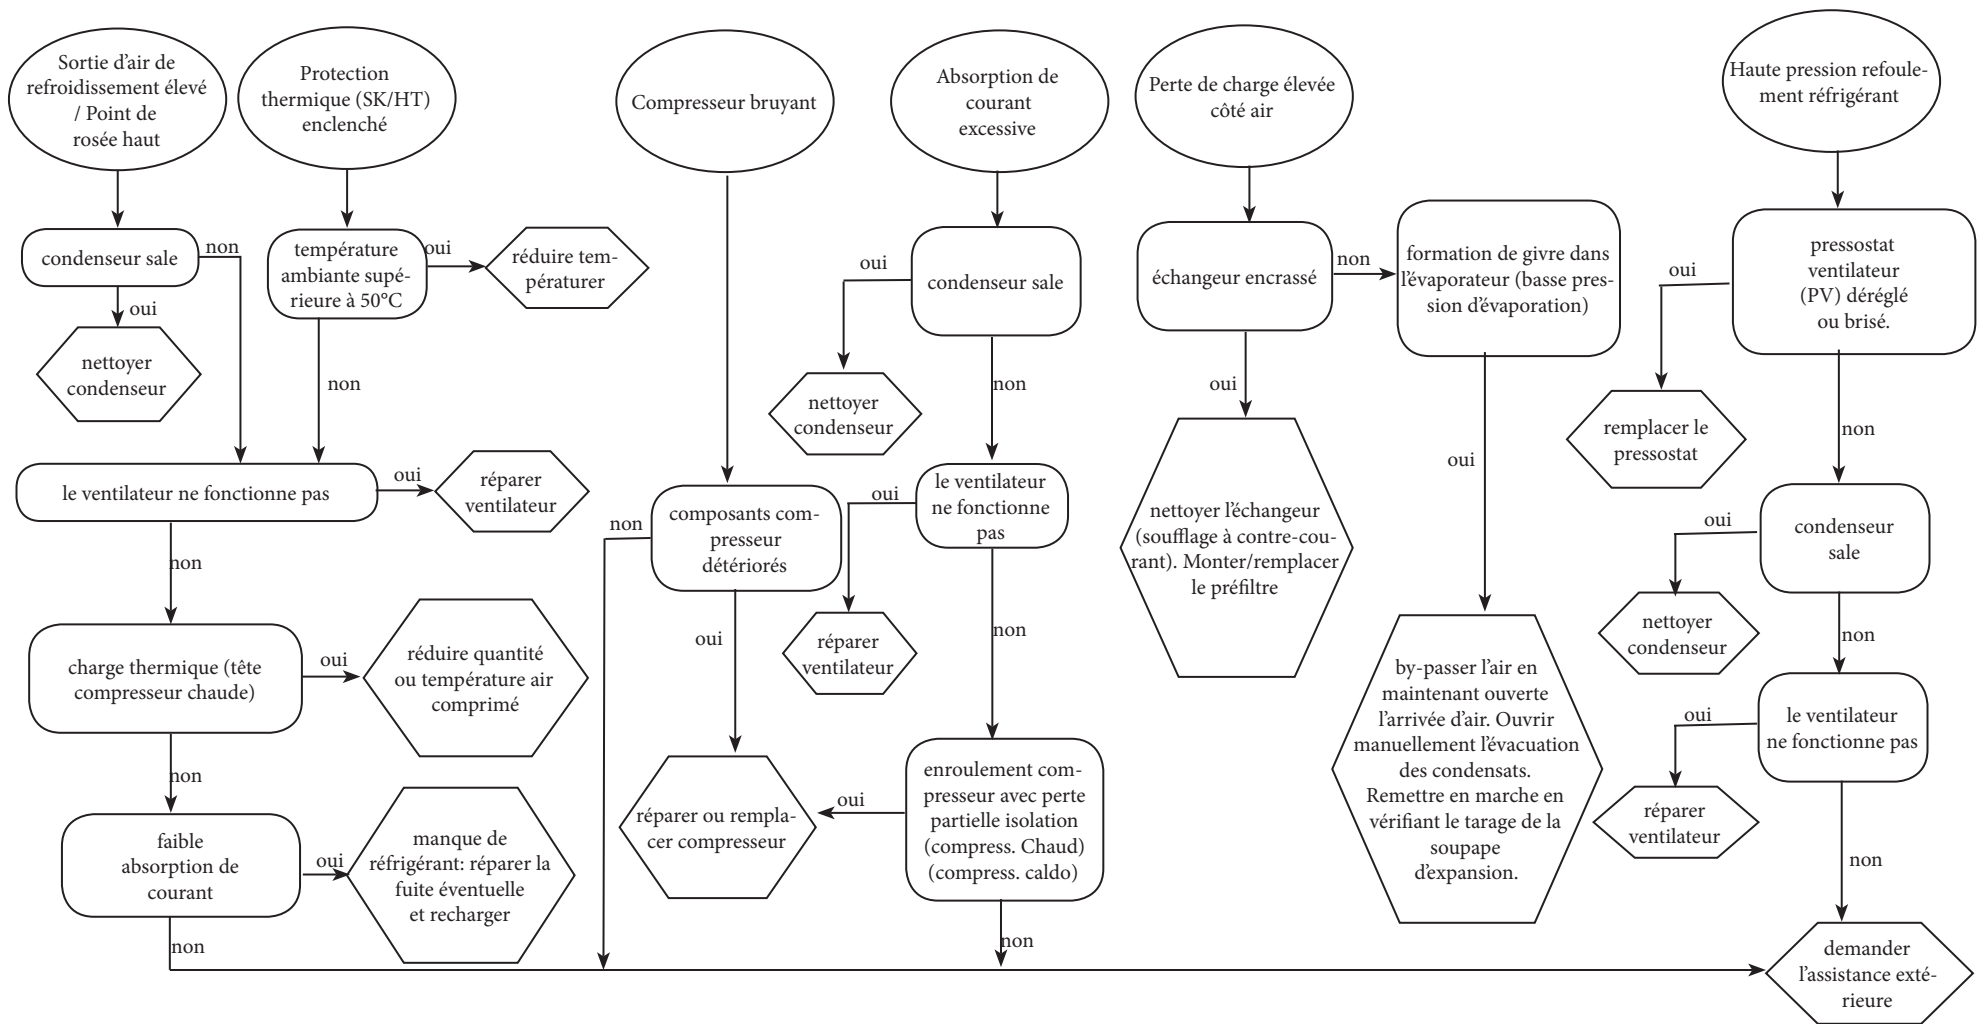 Sortie d'air de
refroidissement élevé
/ Point de
rosée haut
Protection
thermique (SK/HT)
enclenché
Compresseur bruyant
Absorption de
courant
excessive
Perte de charge élevée
côté air
Haute pression refoule-
ment réfrigérant
condenseur sale
non
oui
nettoyer
condenseur
température
ambiante supé-
rieure à 50°C
oui
réduire tem-
pératurer
non
le ventilateur ne fonctionne pas
oui
réparer
ventilateur
non
charge thermique (tête
compresseur chaude)
oui
réduire quantité
ou température air
comprimé
non
faible
absorption de
courant
oui
manque de
réfrigérant: réparer la
fuite éventuelle
et recharger
non
composants com-
presseur
détériorés
non
oui
réparer ou rempla-
cer compresseur
condenseur sale
oui
nettoyer
condenseur
non
le ventilateur
ne fonctionne
pas
oui
réparer
ventilateur
non
enroulement com-
presseur avec perte
partielle isolation
(compress. Chaud)
(compress. caldo)
oui
non
échangeur encrassé
non
oui
nettoyer l'échangeur
(soufflage à contre-cou-
rant). Monter/remplacer
le préfiltre
formation de givre dans
l'évaporateur (basse pres-
sion d'évaporation)
oui
by-passer l'air en
maintenant ouverte
l'arrivée d'air. Ouvrir
manuellement l'évacuation
des condensats.
Remettre en marche en
vérifiant le tarage de la
soupape
d'expansion.
pressostat
ventilateur
(PV) déréglé
ou brisé.
oui
remplacer le
pressostat
non
condenseur
sale
oui
nettoyer
condenseur
non
le ventilateur
ne fonctionne pas
oui
réparer
ventilateur
non
demander
l'assistance exté-
rieure